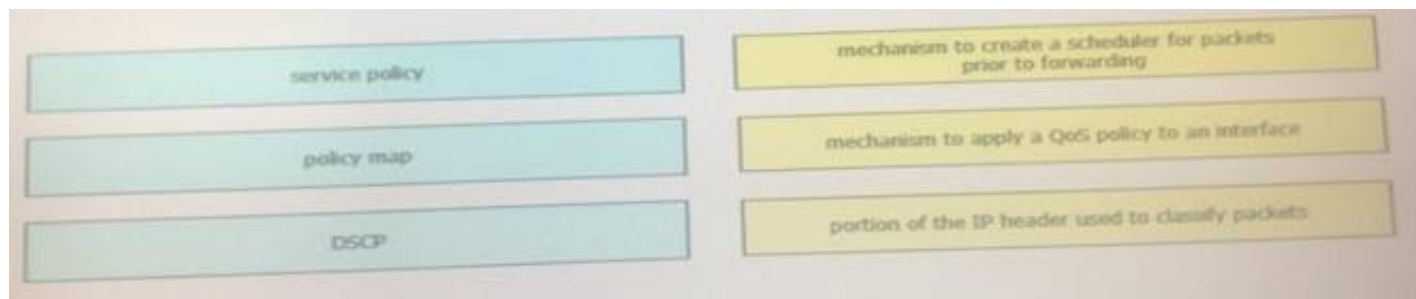 service policy
mechanism to create a scheduler for packets
prior to forwarding
policy map
mechanism to apply a QoS policy to an interface
DSCP
portion of the IP header used to classify packets